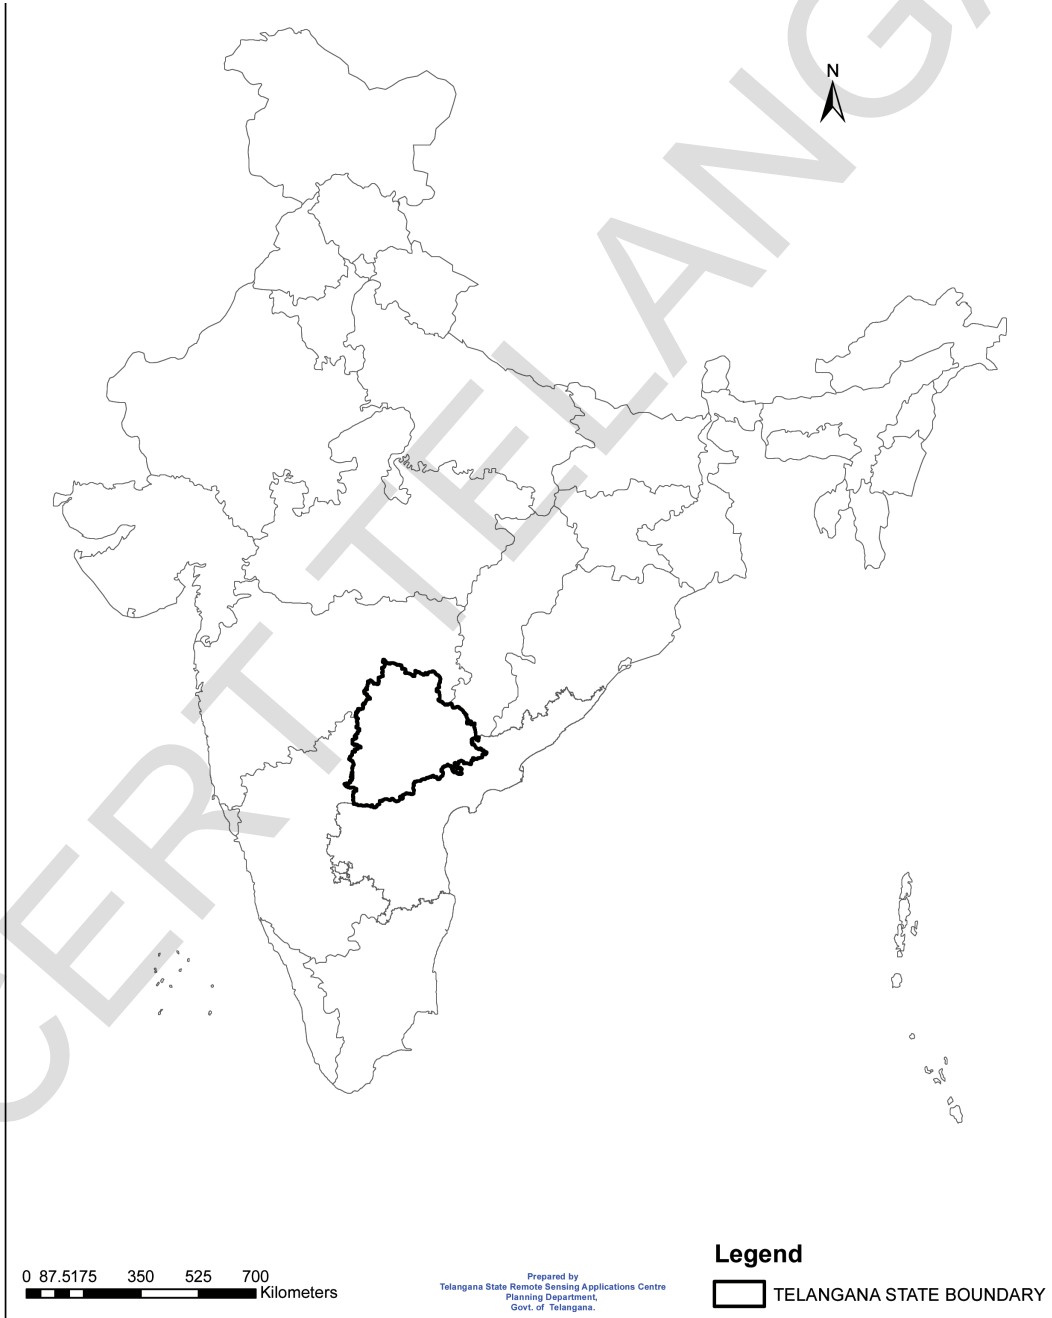 CERT TELANGA
N
0 87.5175 350 525 700
Kilometers
Prepared by
Telangana State Remote Sensing Applications Centre
Planning Department,
Govt. of Telangana.
Legend
TELANGANA STATE BOUNDARY